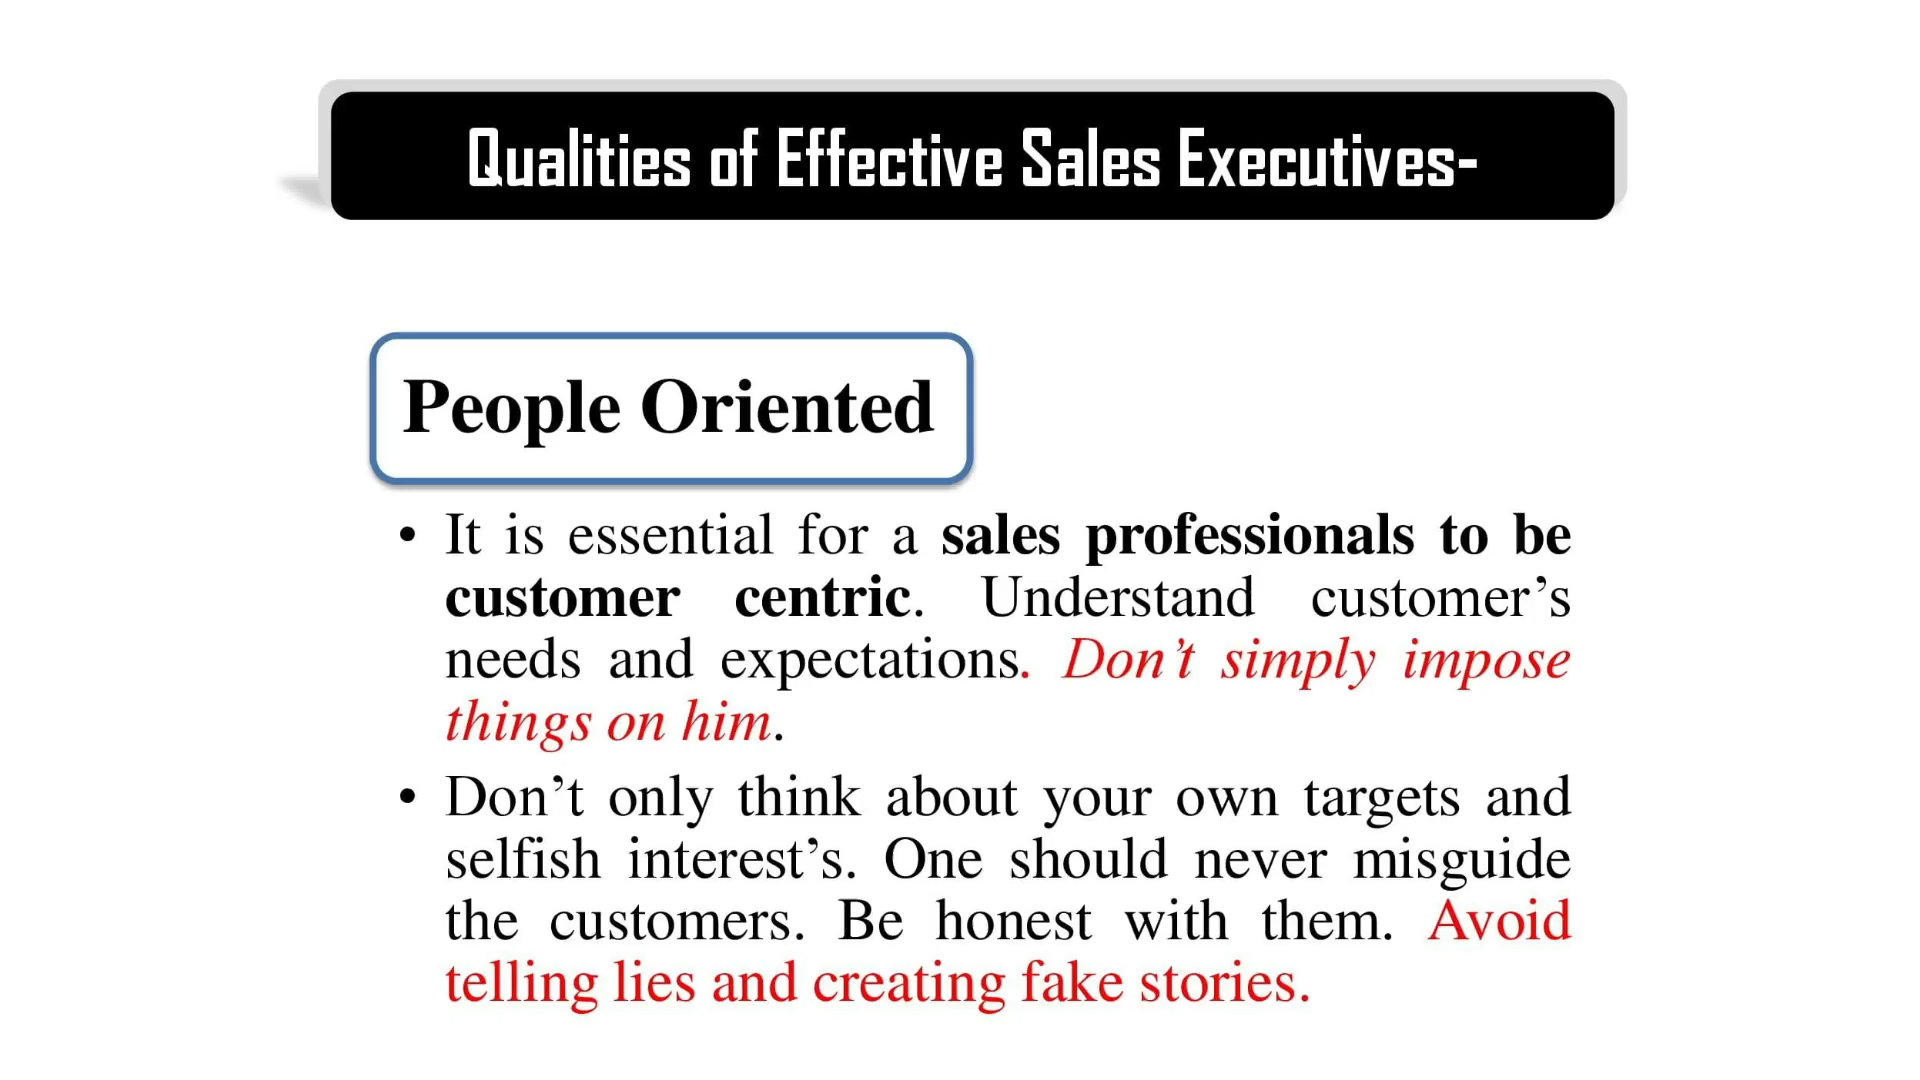 Qualities of Effective Sales Executives-
People Oriented
• It is essential for a sales professionals to be
customer centric. Understand customer’s
needs and expectations. Don’t simply impose
things on him.
• Don’t only think about your own targets and
selfish interest’s. One should never misguide
the customers. Be honest with them. Avoid
telling lies and creating fake stories.